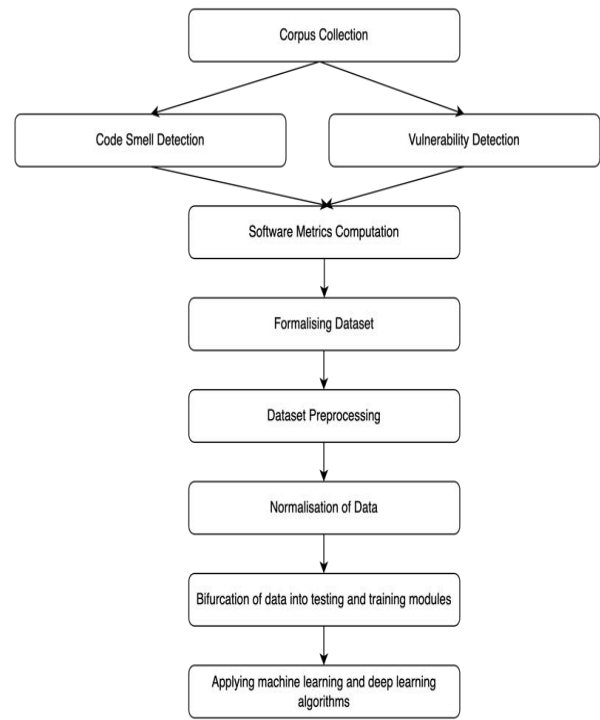 Corpus Collection
Code Smell Detection
Vulnerability Detection
Software Metrics Computation
Formalising Dataset
Dataset Preprocessing
Normalisation of Data
Bifurcation of data into testing and training modules
Applying machine learning and deep learning
algorithms